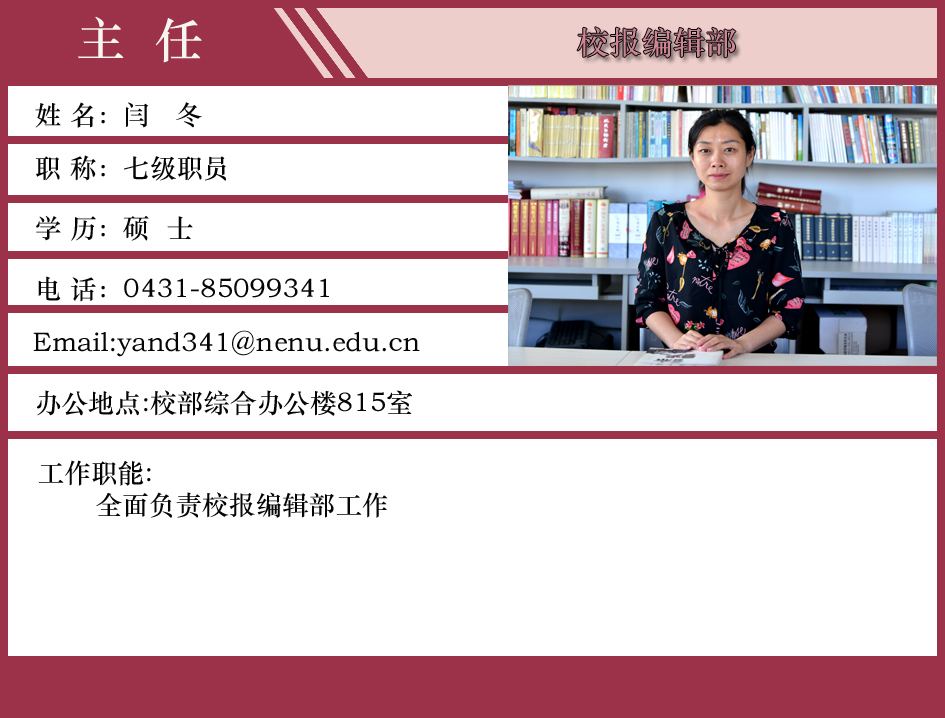 主 任
校报编辑部
姓 名：闫 冬
职 称：七级职员
学 历：硕 士
电 话：0431-85099341
Email:yand341@nenu.edu.cn
办公地点:校部综合办公楼815室
工作职能:
全面负责校报编辑部工作